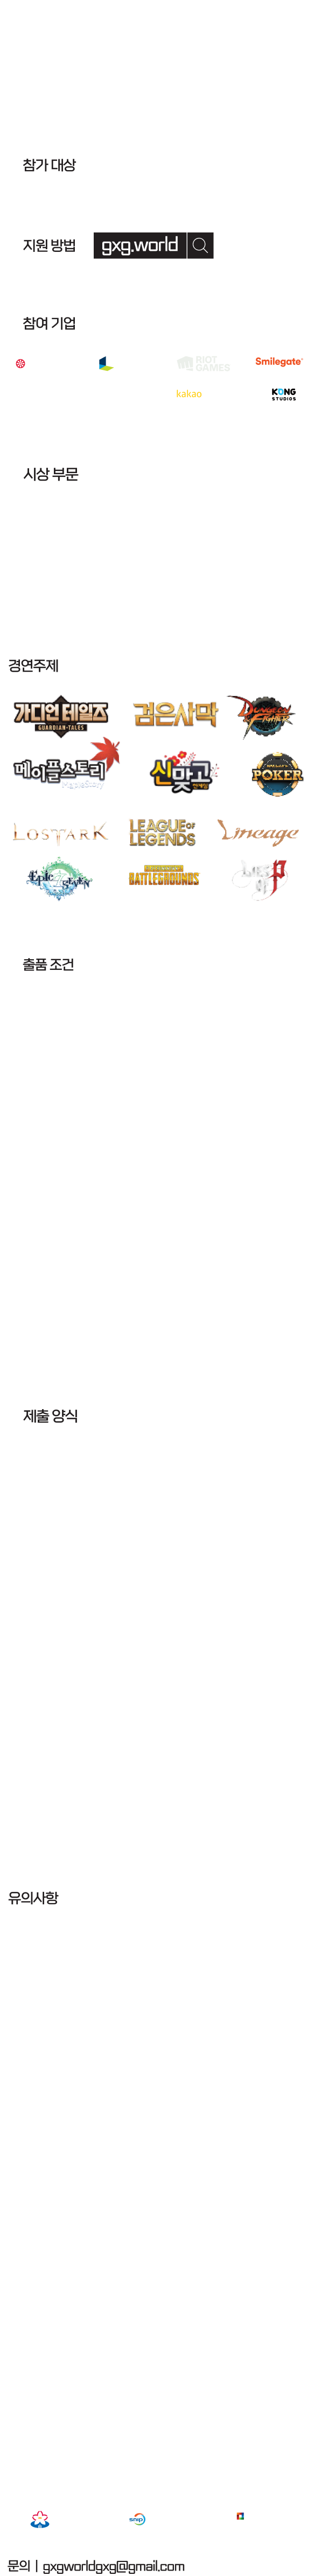 참가 대상
지원 방법 gxg.world
참여 기업
RIOT GAMES
Smilegate
kakao
KONG STUDIOS
시상 부문
경연주제
가디언 테일즈
GUARDIAN TALES
검은사막
DUNGEON FIGHTER
메이플스토리
MapleStory
신맞고
POKER
LOST ARK
LEAGUE OF LEGENDS
Lineage
EPIC SEVEN
BATTLEGROUNDS
LIES OF P
출품 조건
제출 양식
유의사항
snip
문의 | gxgworldgxg@gmail.com